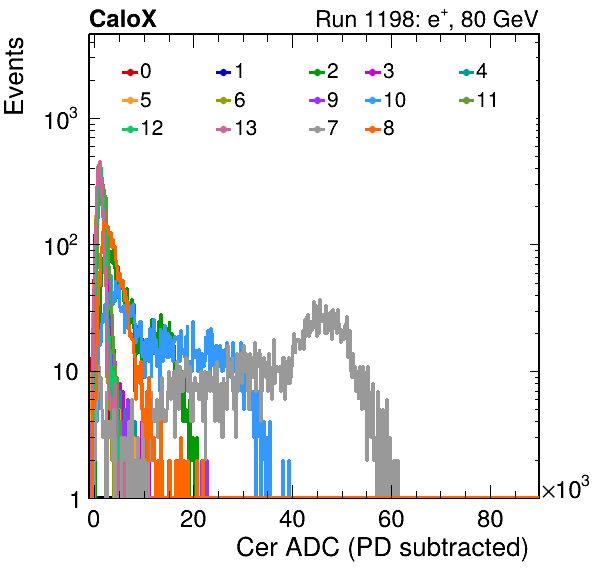 CaloX Run 1198: e⁺, 80 GeV
Events
0 1 2 3 4
5 6 9 10 11
12 13 7 8
10³
10²
10
1
0 20 40 60 80 ×10³
Cer ADC (PD subtracted)